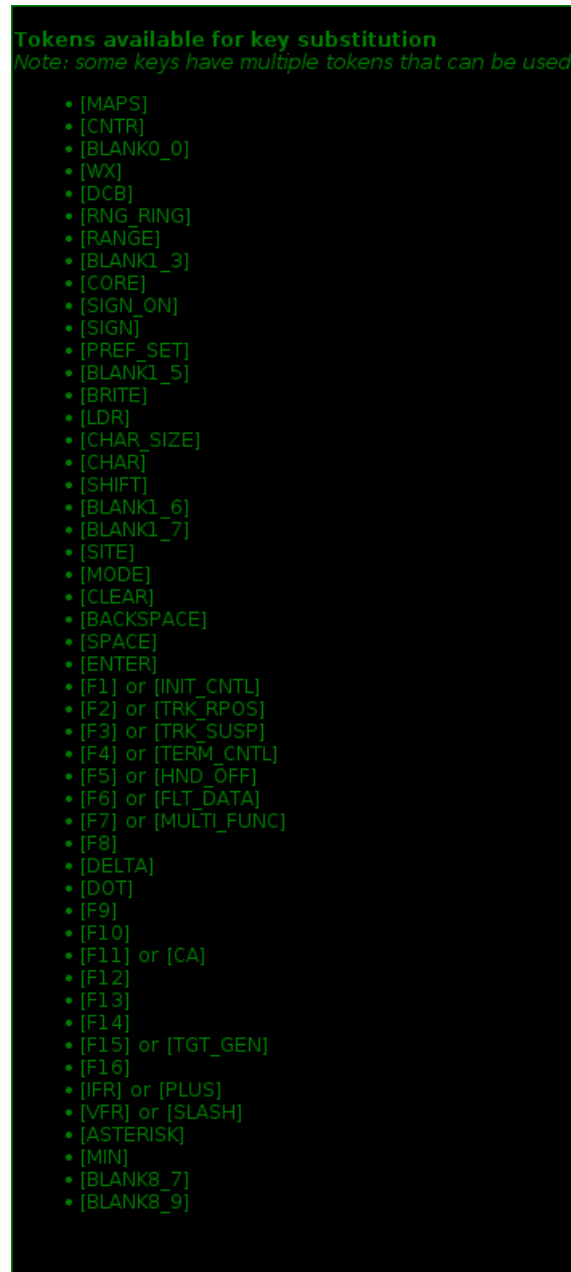 Tokens available for key substitution
Note: some keys have multiple tokens that can be used
• [MAPS]
• [CNTR]
• [BLANK0_0]
• [WX]
• [DCB]
• [RNG_RING]
• [RANGE]
• [BLANK1_3]
• [CORE]
• [SIGN_ON]
• [SIGN]
• [PREF_SET]
• [BLANK1_5]
• [BRITE]
• [LDR]
• [CHAR_SIZE]
• [CHAR]
• [SHIFT]
• [BLANK1_6]
• [BLANK1_7]
• [SITE]
• [MODE]
• [CLEAR]
• [BACKSPACE]
• [SPACE]
• [ENTER]
• [F1] or [INIT_CNTL]
• [F2] or [TRK_RPOS]
• [F3] or [TRK_SUSP]
• [F4] or [TERM_CNTL]
• [F5] or [HND_OFF]
• [F6] or [FLT_DATA]
• [F7] or [MULTI_FUNC]
• [F8]
• [DELTA]
• [DOT]
• [F9]
• [F10]
• [F11] or [CA]
• [F12]
• [F13]
• [F14]
• [F15] or [TGT_GEN]
• [F16]
• [IFR] or [PLUS]
• [VFR] or [SLASH]
• [ASTERISK]
• [MIN]
• [BLANK8_7]
• [BLANK8_9]